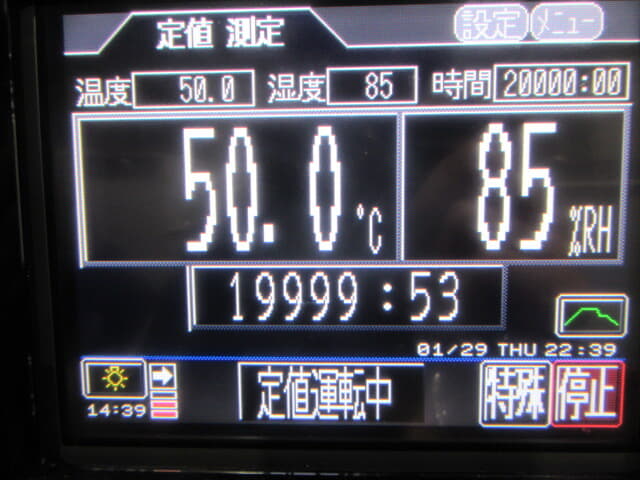 定値 測定 設定 ﾒﾆｭｰ
温度 50.0 湿度 85 時間 20000:00
50.0 ℃ 85 %RH
19999:53
01/29 THU 22:39
定値運転中 特殊 停止
14:39